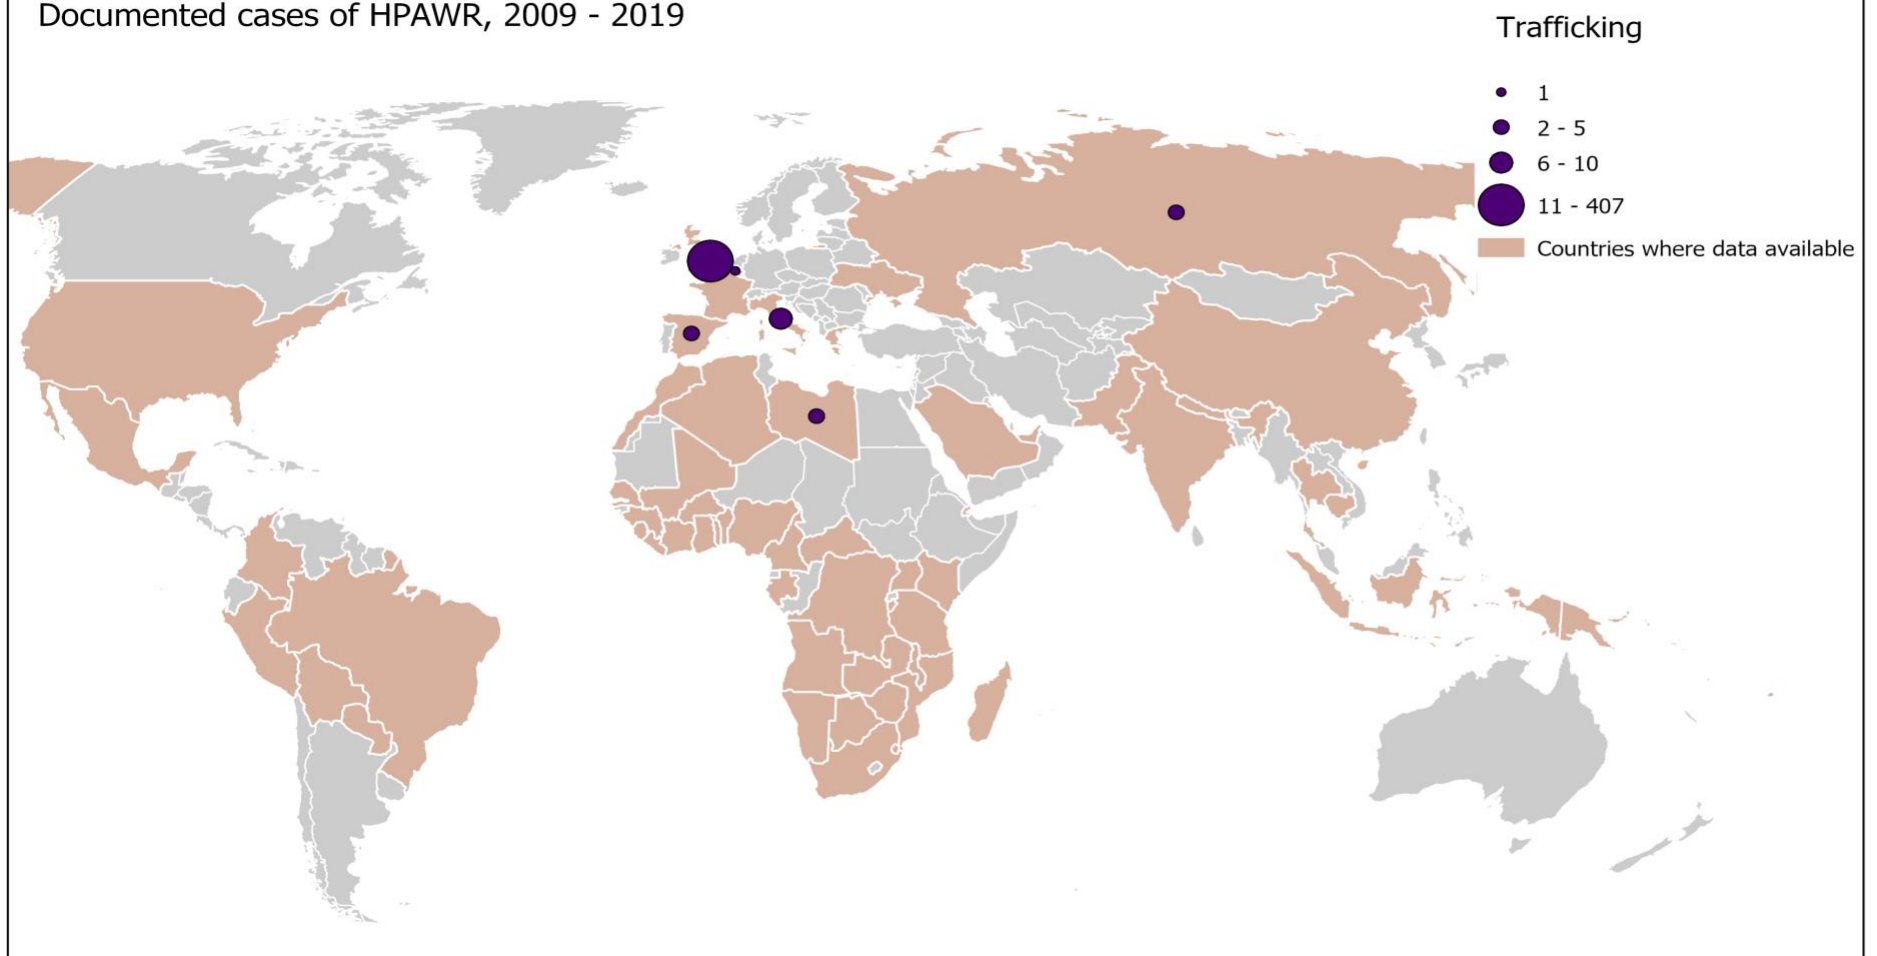 Documented cases of HPAWR, 2009 - 2019
Trafficking
1
2 - 5
6 - 10
11 - 407
Countries where data available